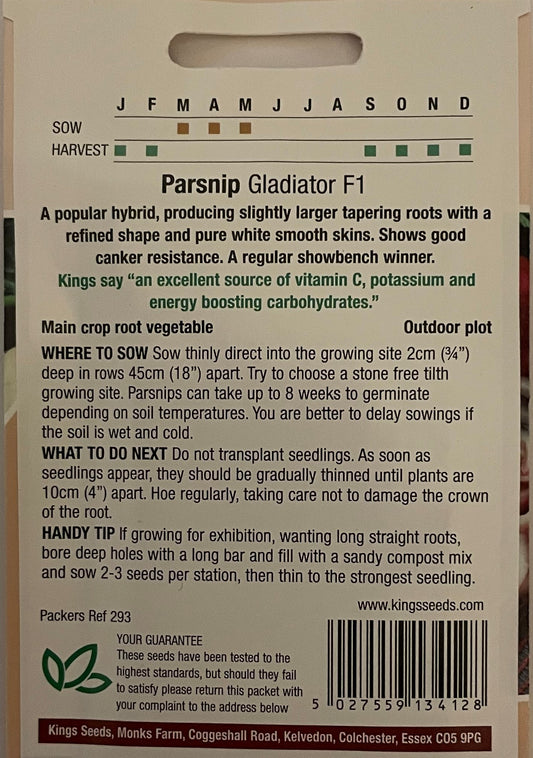 J F M A M J J A S O N D
SOW
HARVEST
Parsnip Gladiator F1
A popular hybrid, producing slightly larger tapering roots with a
refined shape and pure white smooth skins. Shows good
canker resistance. A regular showbench winner.
Kings say “an excellent source of vitamin C, potassium and
energy boosting carbohydrates.”
Main crop root vegetable Outdoor plot
WHERE TO SOW Sow thinly direct into the growing site 2cm (¾”)
deep in rows 45cm (18”) apart. Try to choose a stone free tilth
growing site. Parsnips can take up to 8 weeks to germinate
depending on soil temperatures. You are better to delay sowings if
the soil is wet and cold.
WHAT TO DO NEXT Do not transplant seedlings. As soon as
seedlings appear, they should be gradually thinned until plants are
10cm (4”) apart. Hoe regularly, taking care not to damage the crown
of the root.
HANDY TIP If growing for exhibition, wanting long straight roots,
bore deep holes with a long bar and fill with a sandy compost mix
and sow 2-3 seeds per station, then thin to the strongest seedling.
www.kingsseeds.com
Packers Ref 293
YOUR GUARANTEE
These seeds have been tested to the
highest standards, but should they fail
to satisfy please return this packet with
your complaint to the address below
5 027559 134128
Kings Seeds, Monks Farm, Coggeshall Road, Kelvedon, Colchester, Essex CO5 9PG